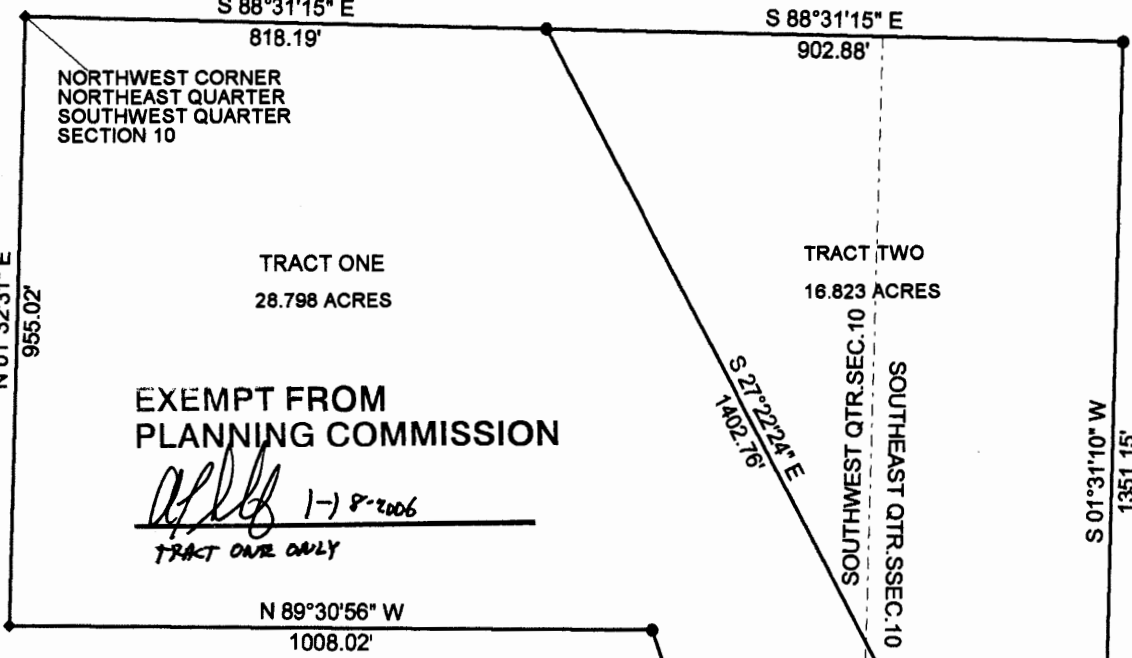 S 88°31'15" E
818.19'
S 88°31'15" E
902.88'
NORTHWEST CORNER
NORTHEAST QUARTER
SOUTHWEST QUARTER
SECTION 10
N 01°32'31" E
955.02'
TRACT ONE
28.798 ACRES
TRACT TWO
16.823 ACRES
EXEMPT FROM
PLANNING COMMISSION
1-18-2006
TRACT ONE ONLY
S 27°22'24" E
1402.76'
SOUTHWEST QTR.SEC.10
SOUTHEAST QTR.SSEC.10
S 01°31'10" W
1351.15'
N 89°30'56" W
1008.02'